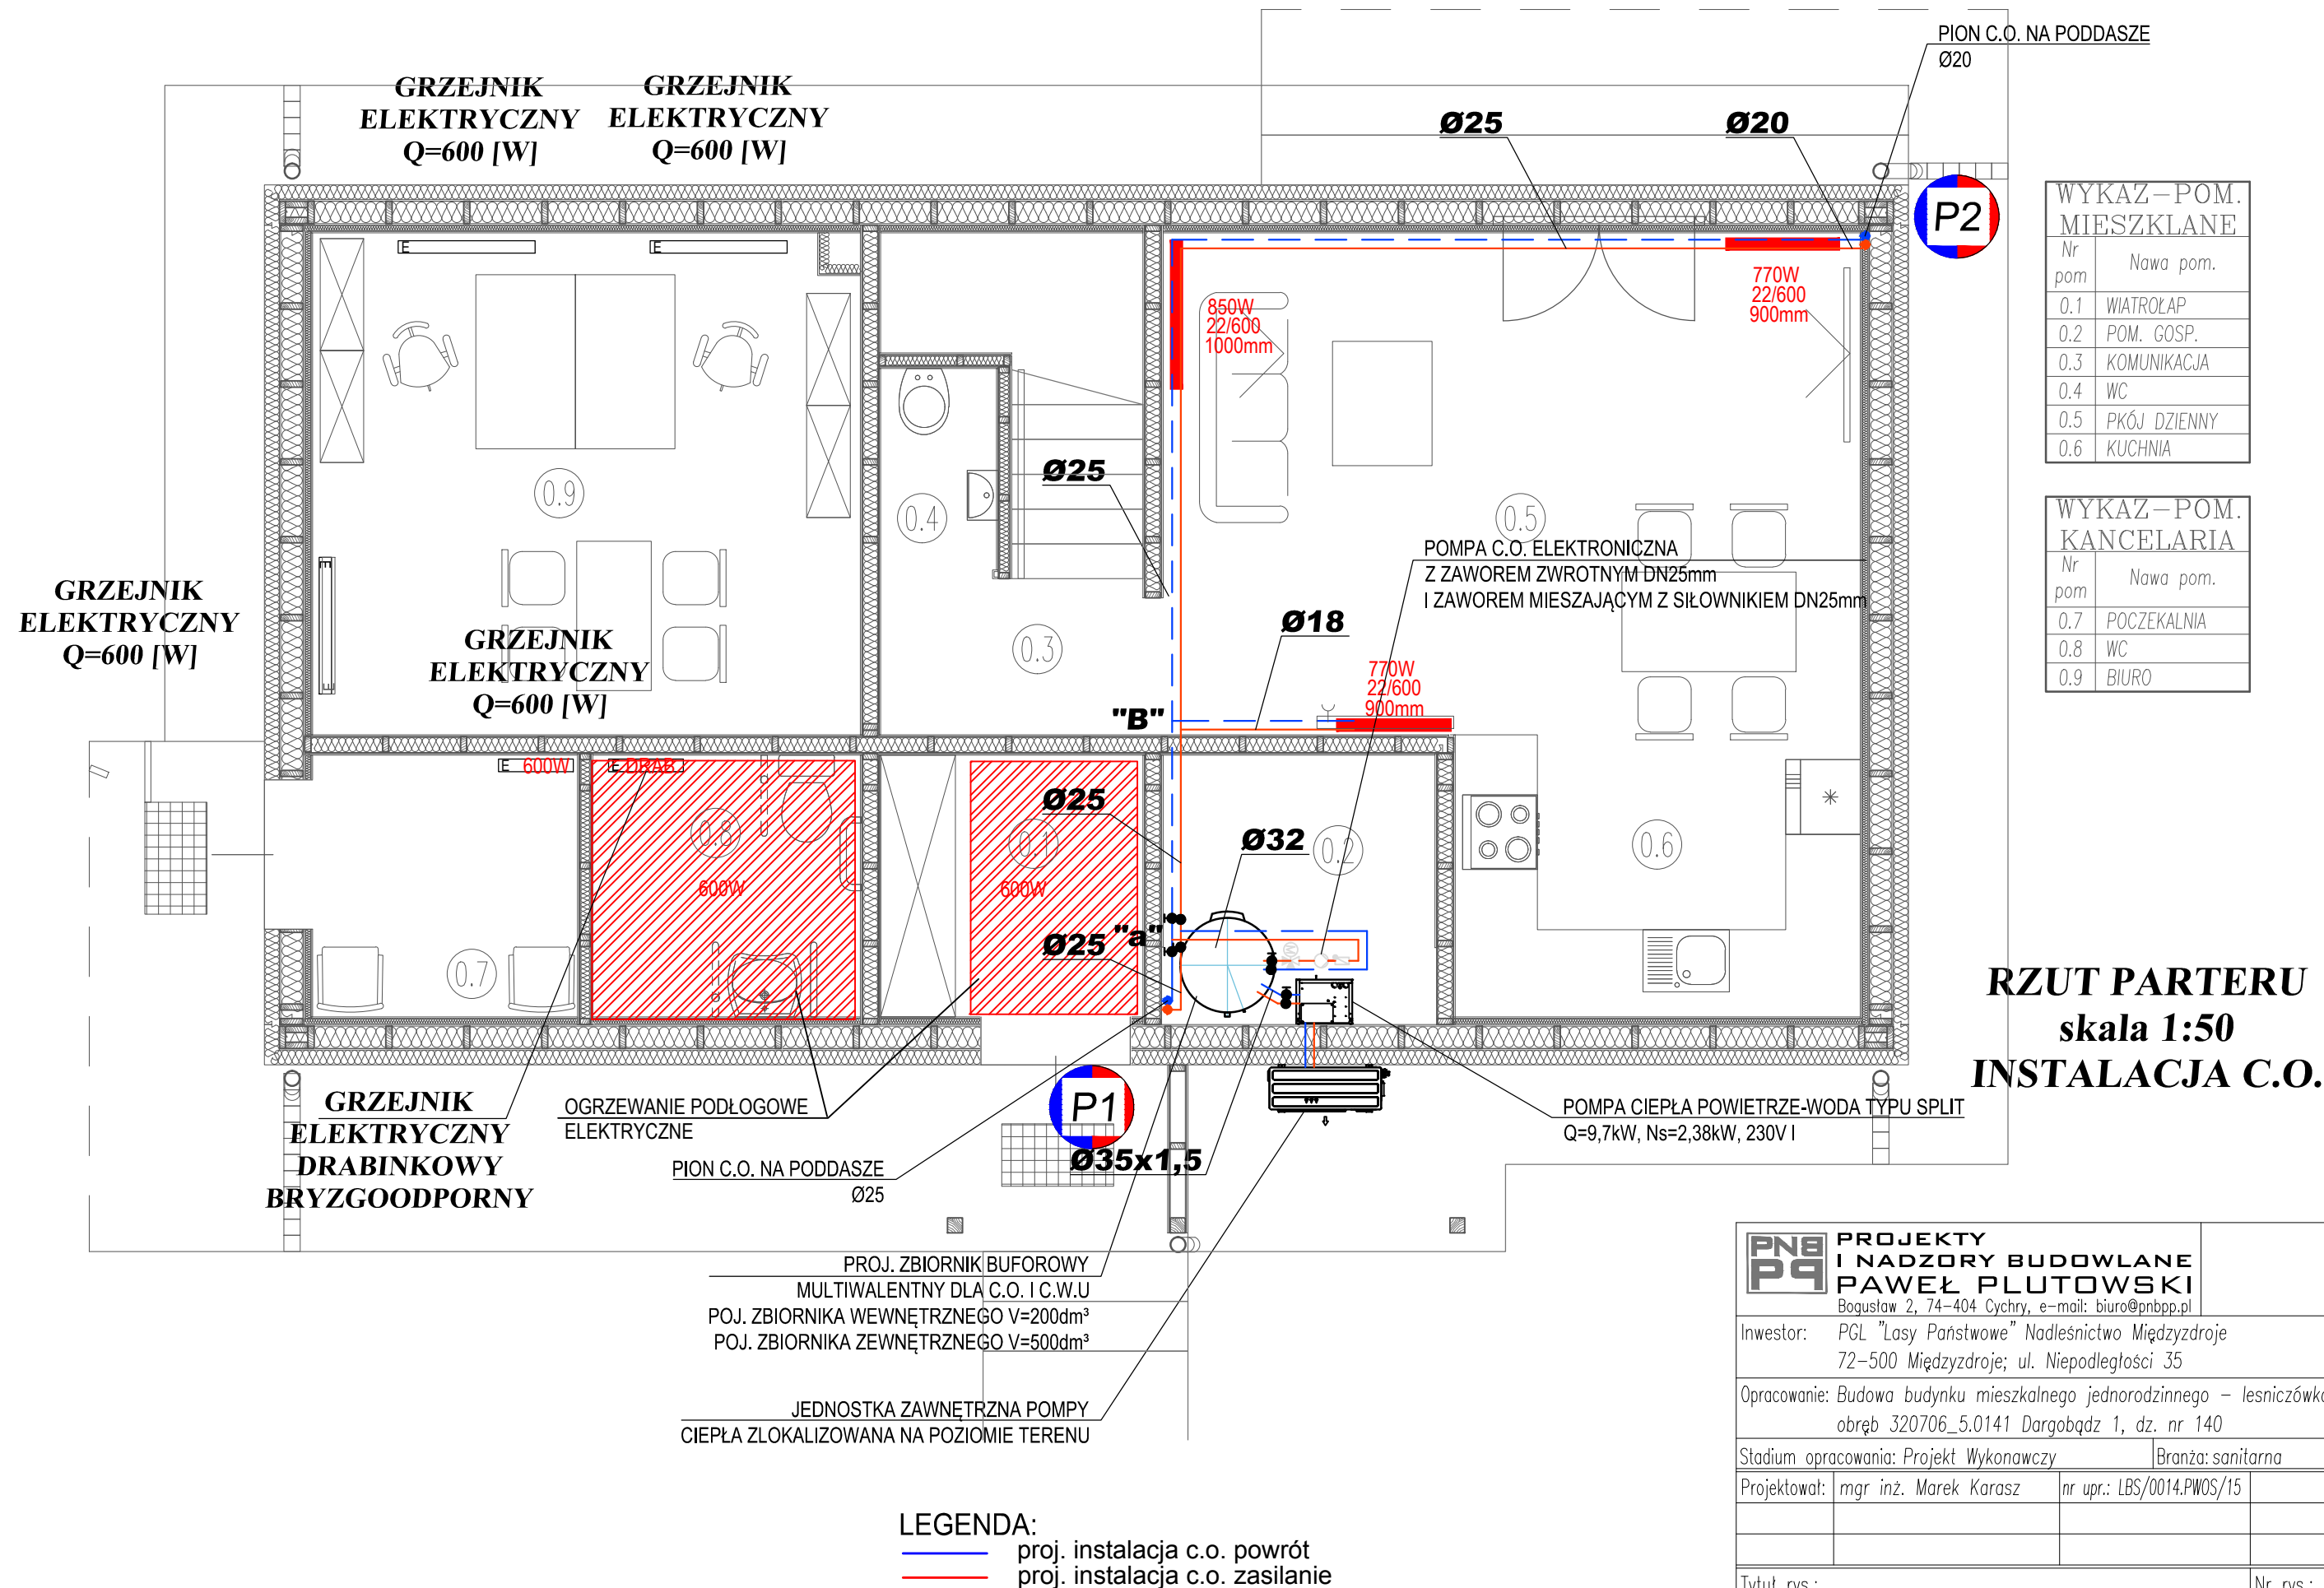 PION C.O. NA PODDASZE
Ø20
GRZEJNIK
ELEKTRYCZNY
Q=600 [W]
GRZEJNIK
ELEKTRYCZNY
Q=600 [W]
Ø25
Ø20
P2
E
E
WYKAZ-POM.
MIESZKLANE
Nr pom
Nawa pom.
0.1 WIATROŁAP
0.2 POM. GOSP.
0.3 KOMUNIKACJA
0.4 WC
0.5 PKÓJ DZIENNY
0.6 KUCHNIA
850W
22/600
1000mm
770W
22/600
900mm
Ø25
0.9
0.4
0.5
WYKAZ-POM.
KANCELARIA
Nr pom
Nawa pom.
0.7 POCZEKALNIA
0.8 WC
0.9 BIURO
POMPA C.O. ELEKTRONICZNA
Z ZAWOREM ZWROTNYM DN25mm
I ZAWOREM MIESZAJĄCYM Z SIŁOWNIKIEM DN25mm
GRZEJNIK
ELEKTRYCZNY
Q=600 [W]
E
E
GRZEJNIK
ELEKTRYCZNY
Q=600 [W]
Ø18
0.3
770W
22/600
900mm
"B"
E 600W
E DRAB
Ø25
Ø32
0.8
0.1
0.2
0.6
600W
600W
Ø25
"a"
M
0.7
RZUT PARTERU
skala 1:50
INSTALACJA C.O.
P1
GRZEJNIK
ELEKTRYCZNY
DRABINKOWY
BRYZGOODPORNY
OGRZEWANIE PODŁOGOWE
ELEKTRYCZNE
POMPA CIEPŁA POWIETRZE-WODA TYPU SPLIT
Q=9,7kW, Ns=2,38kW, 230V I
PION C.O. NA PODDASZE
Ø25
Ø35x1,5
PROJ. ZBIORNIK BUFOROWY
MULTIWALENTNY DLA C.O. I C.W.U
POJ. ZBIORNIKA WEWNĘTRZNEGO V=200dm³
POJ. ZBIORNIKA ZEWNĘTRZNEGO V=500dm³
JEDNOSTKA ZAWNĘTRZNA POMPY
CIEPŁA ZLOKALIZOWANA NA POZIOMIE TERENU
PNB
PP
PROJEKTY
I NADZORY BUDOWLANE
PAWEŁ PLUTOWSKI
Bogusław 2, 74-404 Cychry, e-mail: biuro@pnbpp.pl
Inwestor: PGL "Lasy Państwowe" Nadleśnictwo Międzyzdroje
72-500 Międzyzdroje; ul. Niepodległości 35
Opracowanie: Budowa budynku mieszkalnego jednorodzinnego - lesniczówka
obręb 320706_5.0141 Dargobądz 1, dz. nr 140
Stadium opracowania: Projekt Wykonawczy
Branża: sanitarna
Projektował: mgr inż. Marek Karasz nr upr.: LBS/0014.PWOS/15
Tytuł rys.:
Nr rys.:
LEGENDA:
proj. instalacja c.o. powrót
proj. instalacja c.o. zasilanie